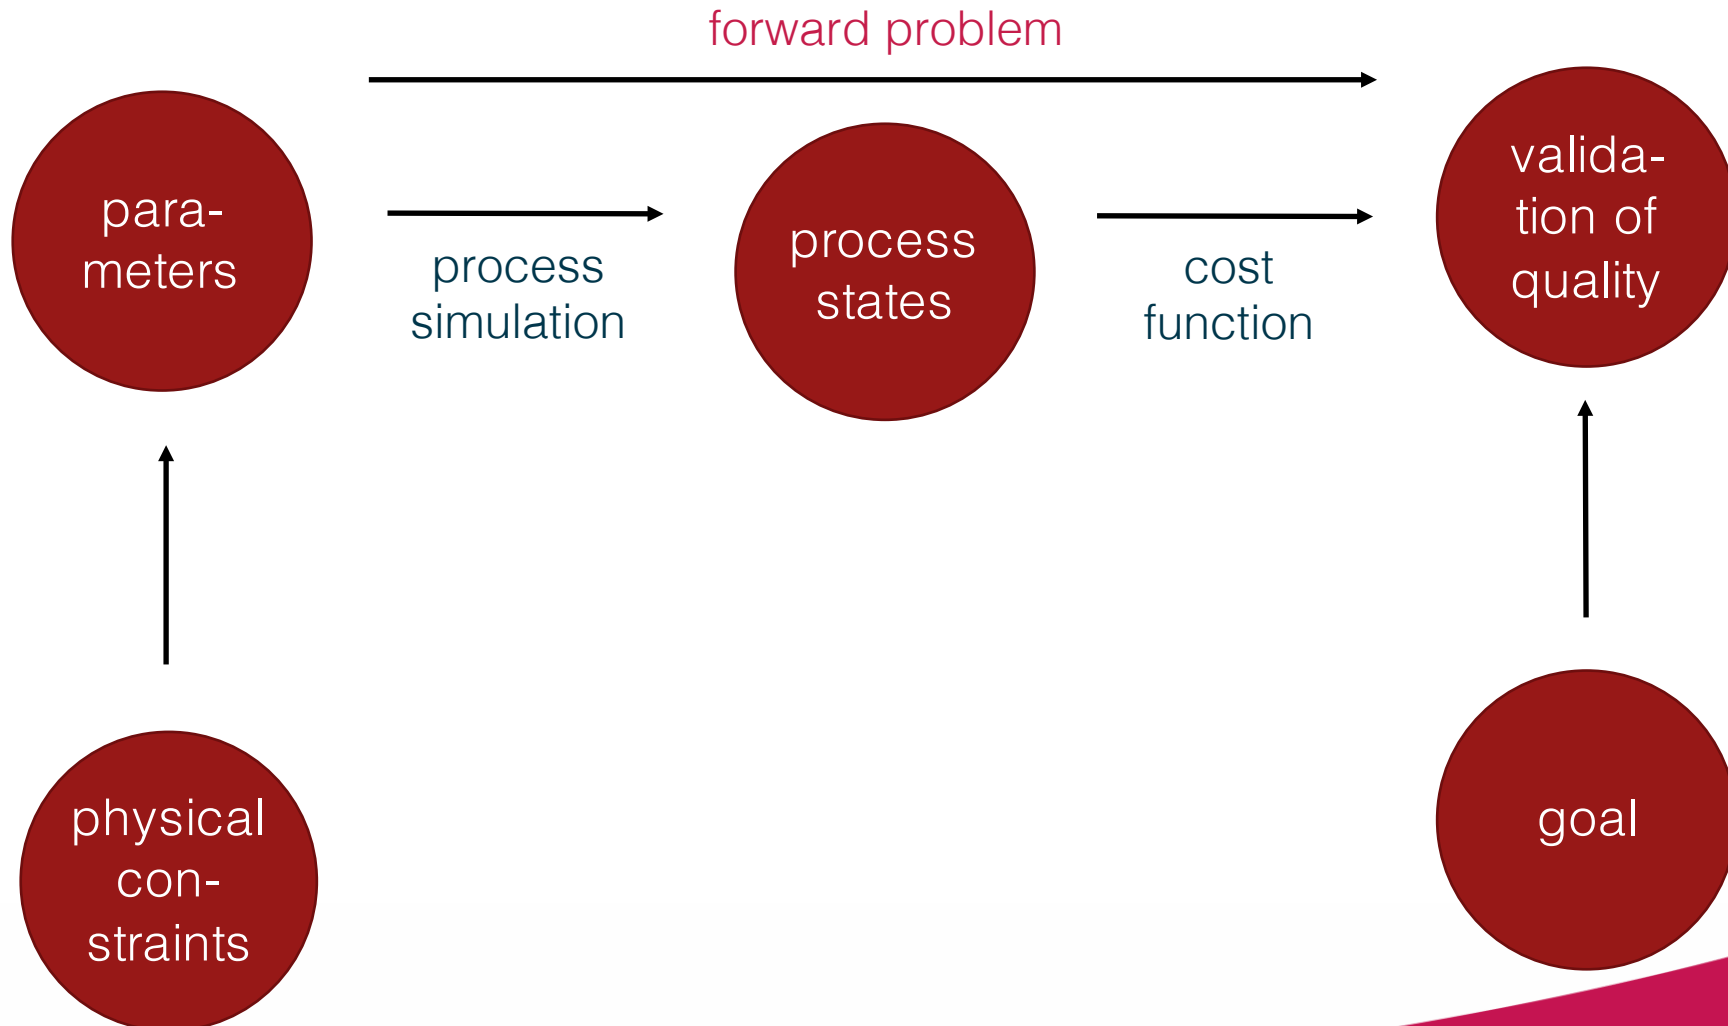 forward problem
para-
meters
process
simulation
process
states
cost
function
valida-
tion of
quality
physical
con-
straints
goal